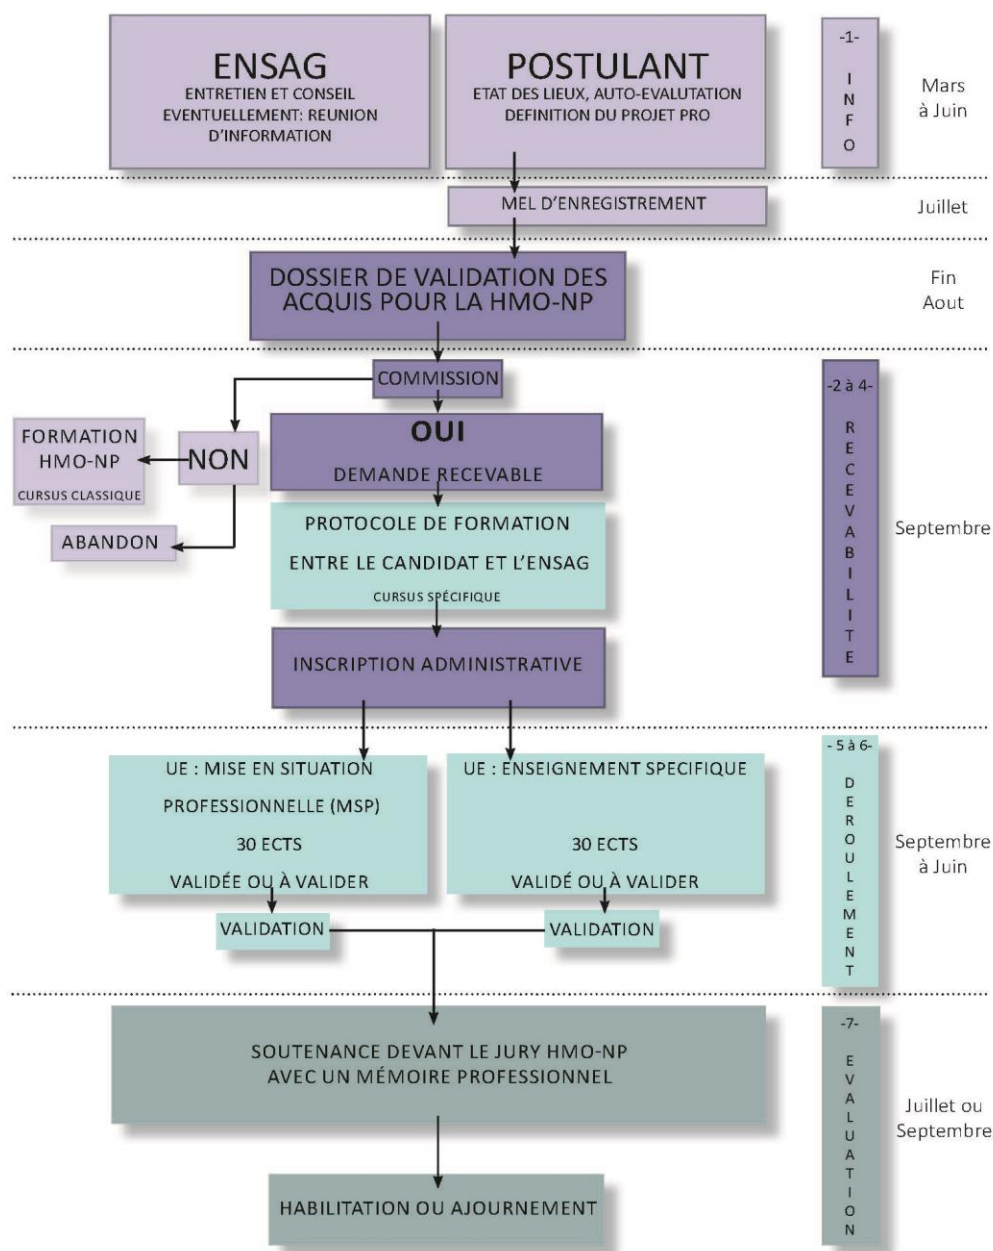 ENSAG
ENTRETIEN ET CONSEIL
EVENTUELLEMENT: REUNION
D'INFORMATION
POSTULANT
ETAT DES LIEUX, AUTO-EVALUTATION
DEFINITION DU PROJET PRO
-1-
I
N
F
O
Mars
à Juin
MEL D'ENREGISTREMENT
Juillet
DOSSIER DE VALIDATION DES
ACQUIS POUR LA HMO-NP
Fin
Aout
COMMISSION
OUI
DEMANDE RECEVABLE
NON
FORMATION
HMO-NP
CURSUS CLASSIQUE
ABANDON
PROTOCOLE DE FORMATION
ENTRE LE CANDIDAT ET L'ENSAG
CURSUS SPÉCIFIQUE
INSCRIPTION ADMINISTRATIVE
-2 à 4-
R
E
C
E
V
A
B
I
L
I
T
E
Septembre
UE : MISE EN SITUATION
PROFESSIONNELLE (MSP)
30 ECTS
VALIDÉE OU À VALIDER
UE : ENSEIGNEMENT SPECIFIQUE
30 ECTS
VALIDÉ OU À VALIDER
VALIDATION
VALIDATION
- 5 à 6-
D
E
R
O
U
L
E
M
E
N
T
Septembre
à Juin
SOUTENANCE DEVANT LE JURY HMO-NP
AVEC UN MÉMOIRE PROFESSIONNEL
HABILITATION OU AJOURNEMENT
-7-
E
V
A
L
U
A
T
I
O
N
Juillet ou
Septembre